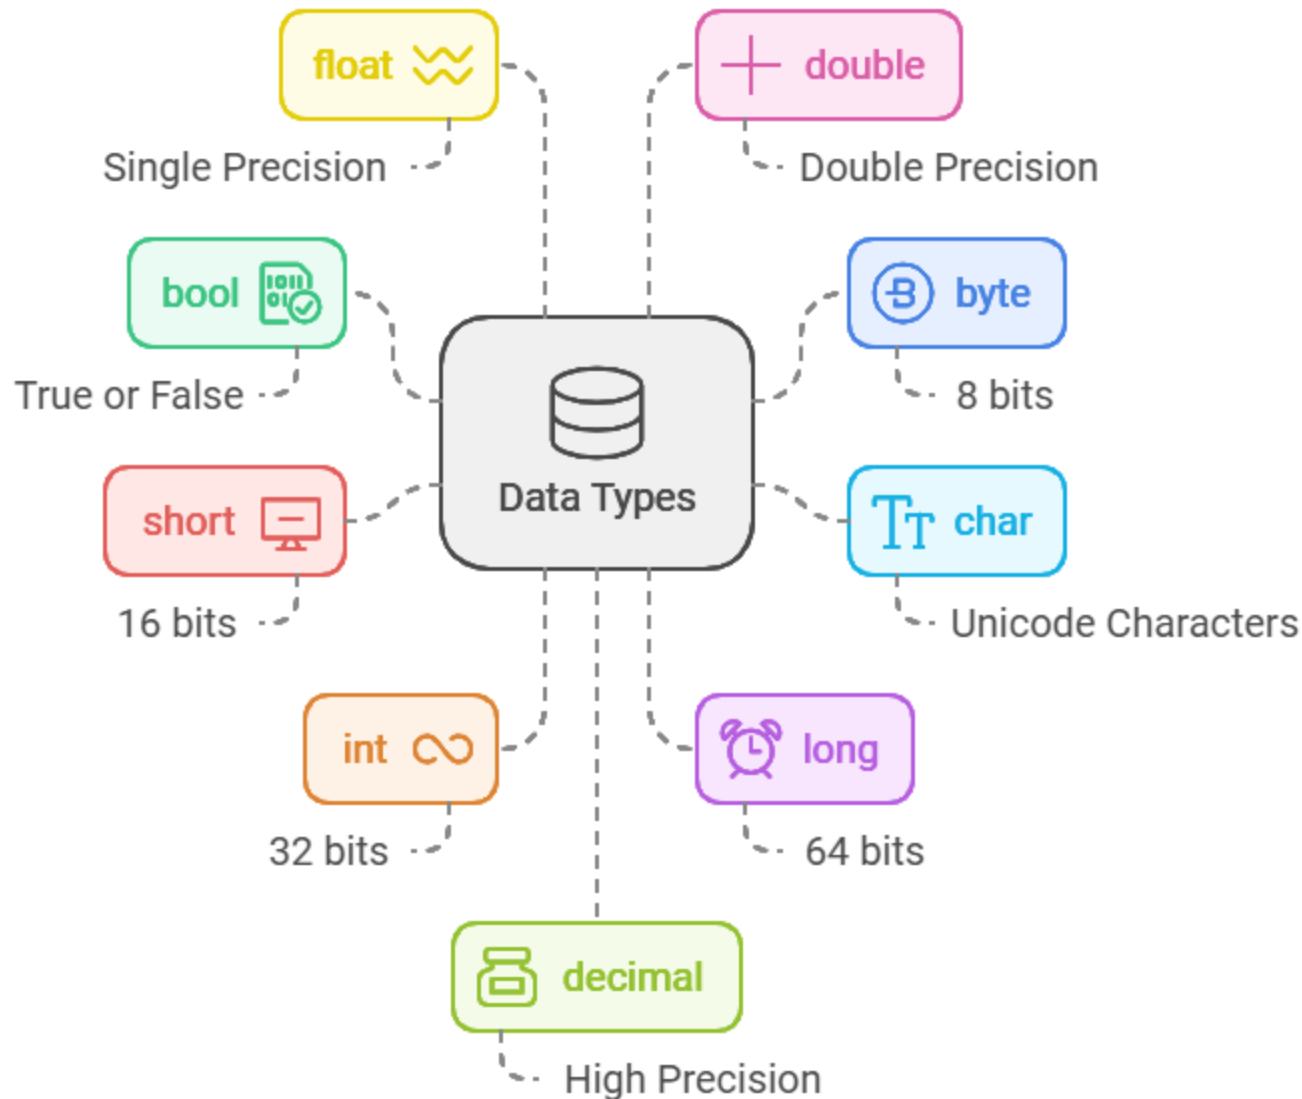 float
double
Single Precision
Double Precision
bool
byte
True or False
8 bits
Data Types
short
char
16 bits
Unicode Characters
int
long
32 bits
64 bits
decimal
High Precision